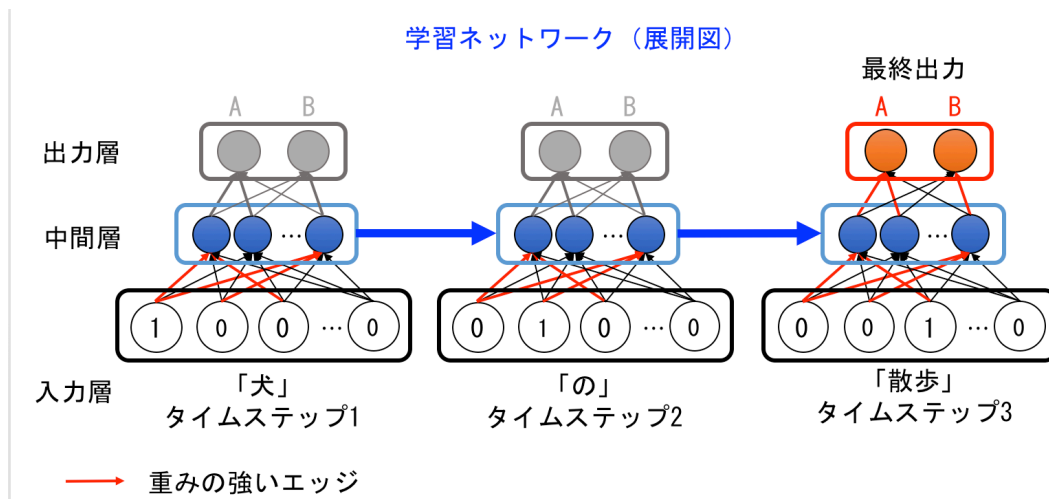 学習ネットワーク（展開図）
最終出力
A B
A B
A B
出力層
中間層
1 0 0 … 0
0 1 0 … 0
0 0 1 … 0
入力層
「犬」
タイムステップ1
「の」
タイムステップ2
「散歩」
タイムステップ3
重みの強いエッジ